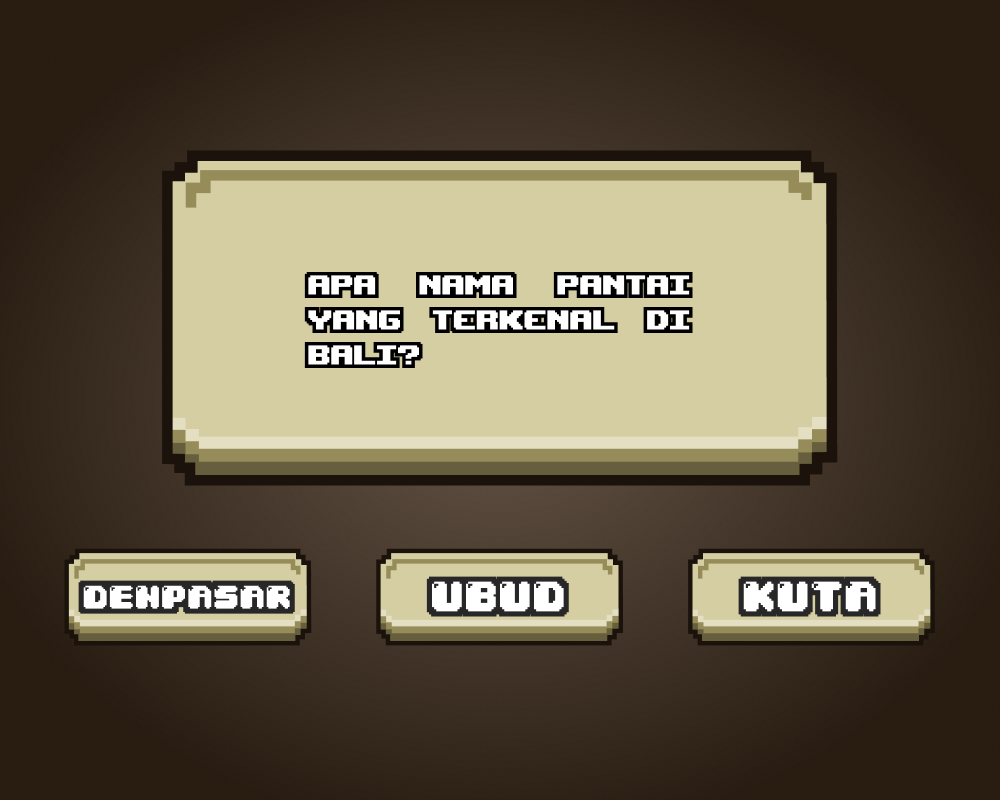 APA NAMA PANTAI
YANG TERKENAL DI
BALI?
DENPASAR
UBUD
KUTA